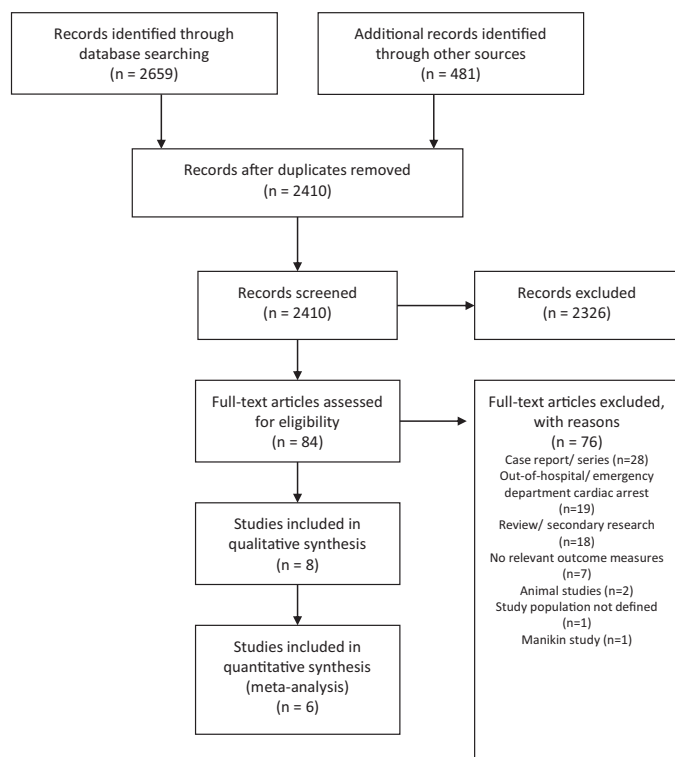 Records identified through
database searching
(n = 2659)
Additional records identified
through other sources
(n = 481)
Records after duplicates removed
(n = 2410)
Records screened
(n = 2410)
Records excluded
(n = 2326)
Full-text articles assessed
for eligibility
(n = 84)
Full-text articles excluded,
with reasons
(n = 76)
Case report/ series (n=28)
Out-of-hospital/ emergency
department cardiac arrest
(n=19)
Review/ secondary research
(n=18)
No relevant outcome measures
(n=7)
Animal studies (n=2)
Study population not defined
(n=1)
Manikin study (n=1)
Studies included in
qualitative synthesis
(n = 8)
Studies included in
quantitative synthesis
(meta-analysis)
(n = 6)